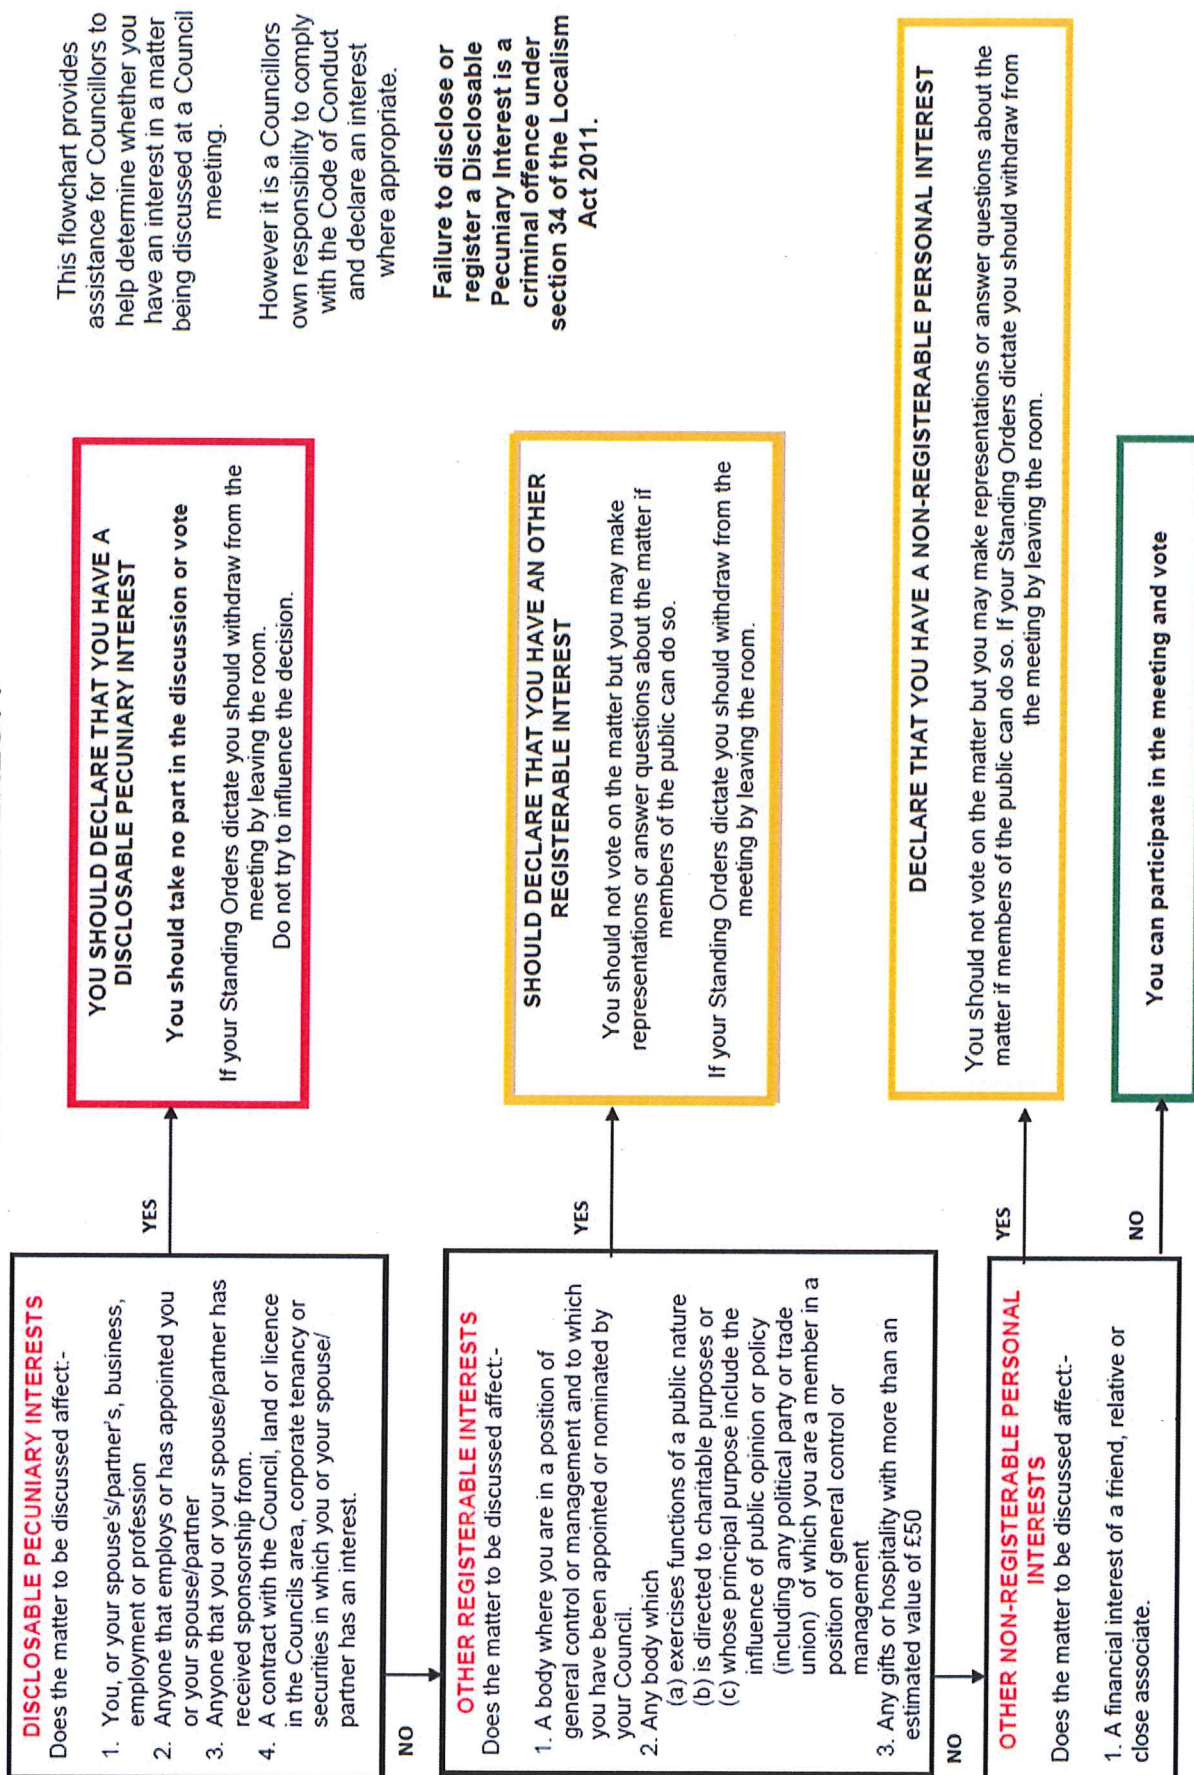 DISCLOSABLE PECUNIARY INTERESTS
Does the matter to be discussed affect:-
1. You, or your spouse's/partner's, business,
employment or profession
2. Anyone that employs or has appointed you
or your spouse/partner
3. Anyone that you or your spouse/partner has
received sponsorship from.
4. A contract with the Council, land or licence
in the Councils area, corporate tenancy or
securities in which you or your spouse/
partner has an interest.
YES
YOU SHOULD DECLARE THAT YOU HAVE A
DISCLOSABLE PECUNIARY INTEREST
You should take no part in the discussion or vote
If your Standing Orders dictate you should withdraw from the
meeting by leaving the room.
Do not try to influence the decision.
This flowchart provides
assistance for Councillors to
help determine whether you
have an interest in a matter
being discussed at a Council
meeting.
However it is a Councillors
own responsibility to comply
with the Code of Conduct
and declare an interest
where appropriate.
Failure to disclose or
register a Disclosable
Pecuniary Interest is a
criminal offence under
section 34 of the Localism
Act 2011.
NO
OTHER REGISTERABLE INTERESTS
Does the matter to be discussed affect:-
1. A body where you are in a position of
general control or management and to which
you have been appointed or nominated by
your Council.
2. Any body which
(a) exercises functions of a public nature
(b) is directed to charitable purposes or
(c) whose principal purpose include the
influence of public opinion or policy
(including any political party or trade
union) of which you are a member in a
position of general control or
management
3. Any gifts or hospitality with more than an
estimated value of £50
YES
SHOULD DECLARE THAT YOU HAVE AN OTHER
REGISTERABLE INTEREST
You should not vote on the matter but you may make
representations or answer questions about the matter if
members of the public can do so.
If your Standing Orders dictate you should withdraw from the
meeting by leaving the room.
NO
OTHER NON-REGISTERABLE PERSONAL
INTERESTS
Does the matter to be discussed affect:-
1. A financial interest of a friend, relative or
close associate.
YES
DECLARE THAT YOU HAVE A NON-REGISTERABLE PERSONAL INTEREST
You should not vote on the matter but you may make representations or answer questions about the
matter if members of the public can do so. If your Standing Orders dictate you should withdraw from
the meeting by leaving the room.
NO
You can participate in the meeting and vote